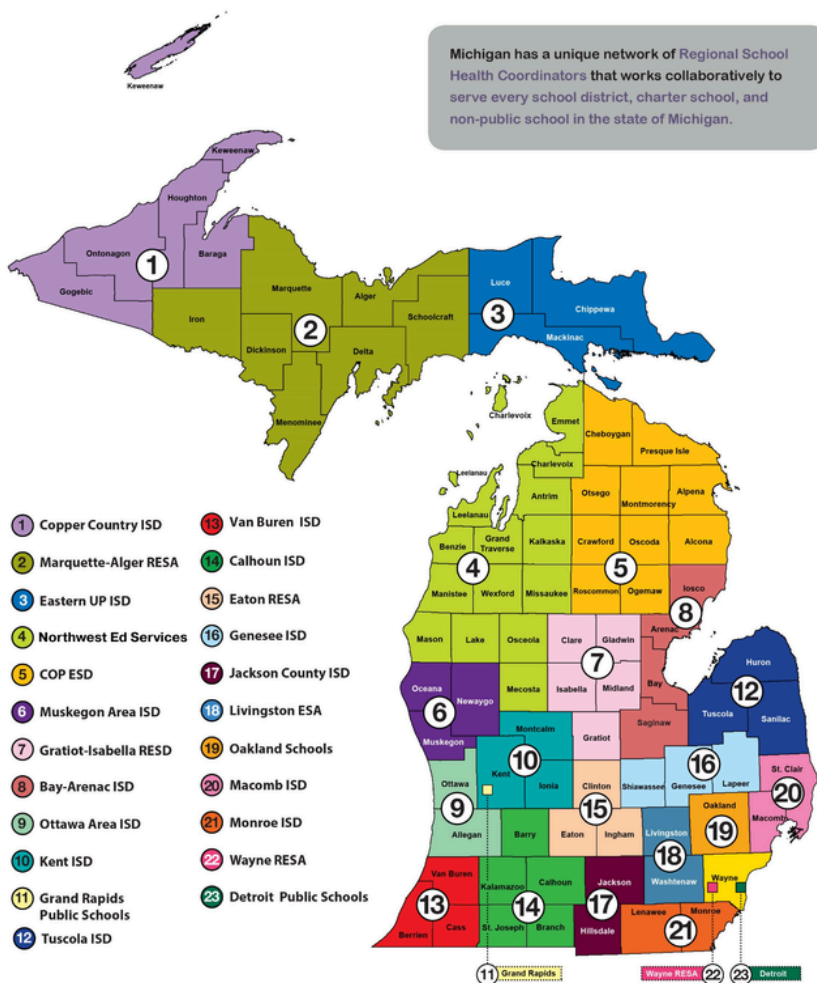 Michigan has a unique network of Regional School
Health Coordinators that works collaboratively to
serve every school district, charter school, and
non-public school in the state of Michigan.
Keweenaw
Keweenaw
Houghton
Ontonagon
Baraga
1
Gogebic
Marquette
Alger
Luce
Chippewa
Iron
Schoolcraft
3
2
Mackinac
Dickinson
Delta
Menominee
Charlevoix
Emmet
Cheboygan
Presque Isle
Charlevoix
Leelanau
Antrim
Otsego
Montmorency
Alpena
Leelanau
Benzie
Grand
Traverse
Kalkaska
Crawford
Oscoda
Alcona
4
5
Manistee
Wexford
Missaukee
Roscommon
Ogemaw
Iosco
8
Mason
Lake
Osceola
Clare
Gladwin
Arenac
7
Huron
Oceana
Newaygo
Mecosta
Isabella
Midland
Bay
12
6
Tuscola
Sanilac
Muskegon
Montcalm
Gratiot
Saginaw
10
Kent
Ionia
Ottawa
Clinton
Shiawassee
Genesee
16
Lapeer
St. Clair
20
9
15
Allegan
Barry
Eaton
Ingham
Livingston
Oakland
19
Macomb
18
Van Buren
Kalamazoo
Calhoun
Jackson
Washtenaw
Wayne
13
14
17
Berrien
Cass
St. Joseph
Branch
Hillsdale
Lenawee
Monroe
21
11 Grand Rapids
Wayne RESA 22
23 Detroit
1 Copper Country ISD
2 Marquette-Alger RESA
3 Eastern UP ISD
4 Northwest Ed Services
5 COP ESD
6 Muskegon Area ISD
7 Gratiot-Isabella RESD
8 Bay-Arenac ISD
9 Ottawa Area ISD
10 Kent ISD
11 Grand Rapids
Public Schools
12 Tuscola ISD
13 Van Buren ISD
14 Calhoun ISD
15 Eaton RESA
16 Genesee ISD
17 Jackson County ISD
18 Livingston ESA
19 Oakland Schools
20 Macomb ISD
21 Monroe ISD
22 Wayne RESA
23 Detroit Public Schools